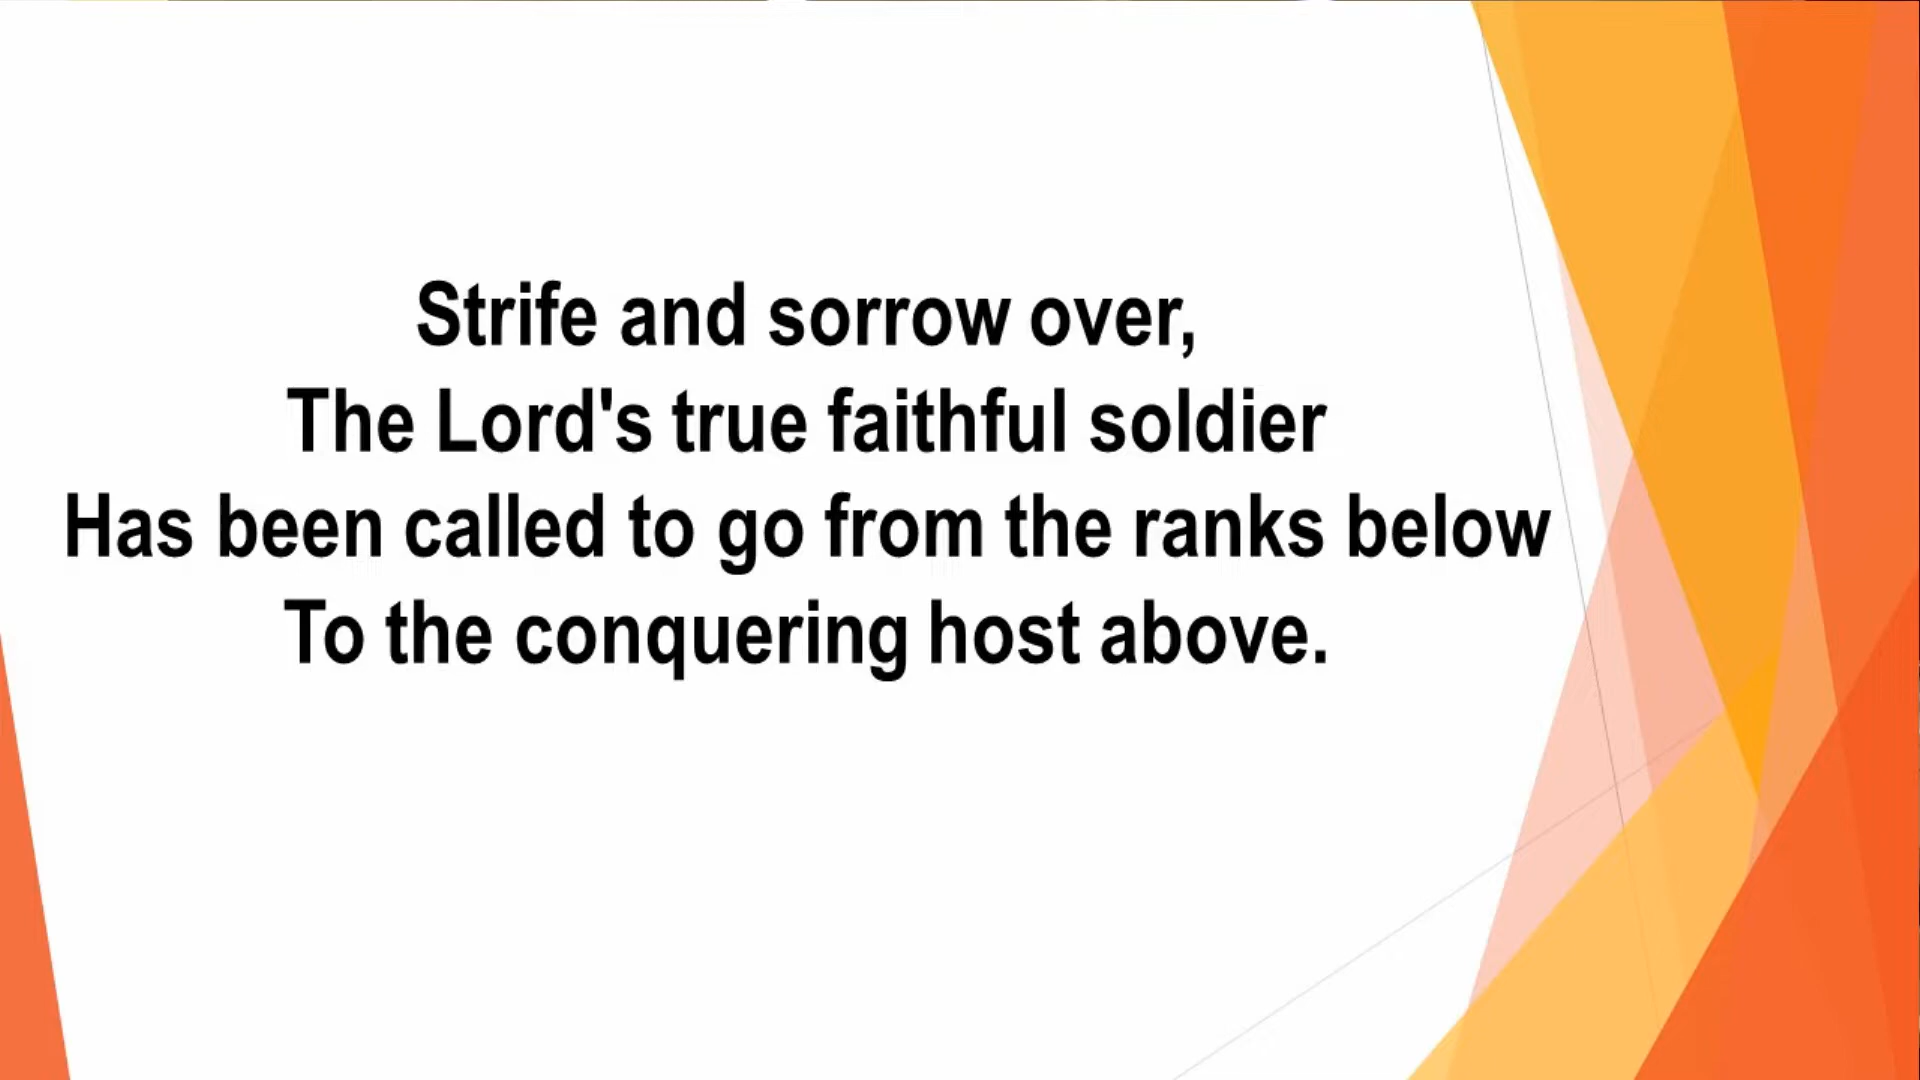 Strife and sorrow over,
The Lord's true faithful soldier
Has been called to go from the ranks below
To the conquering host above.